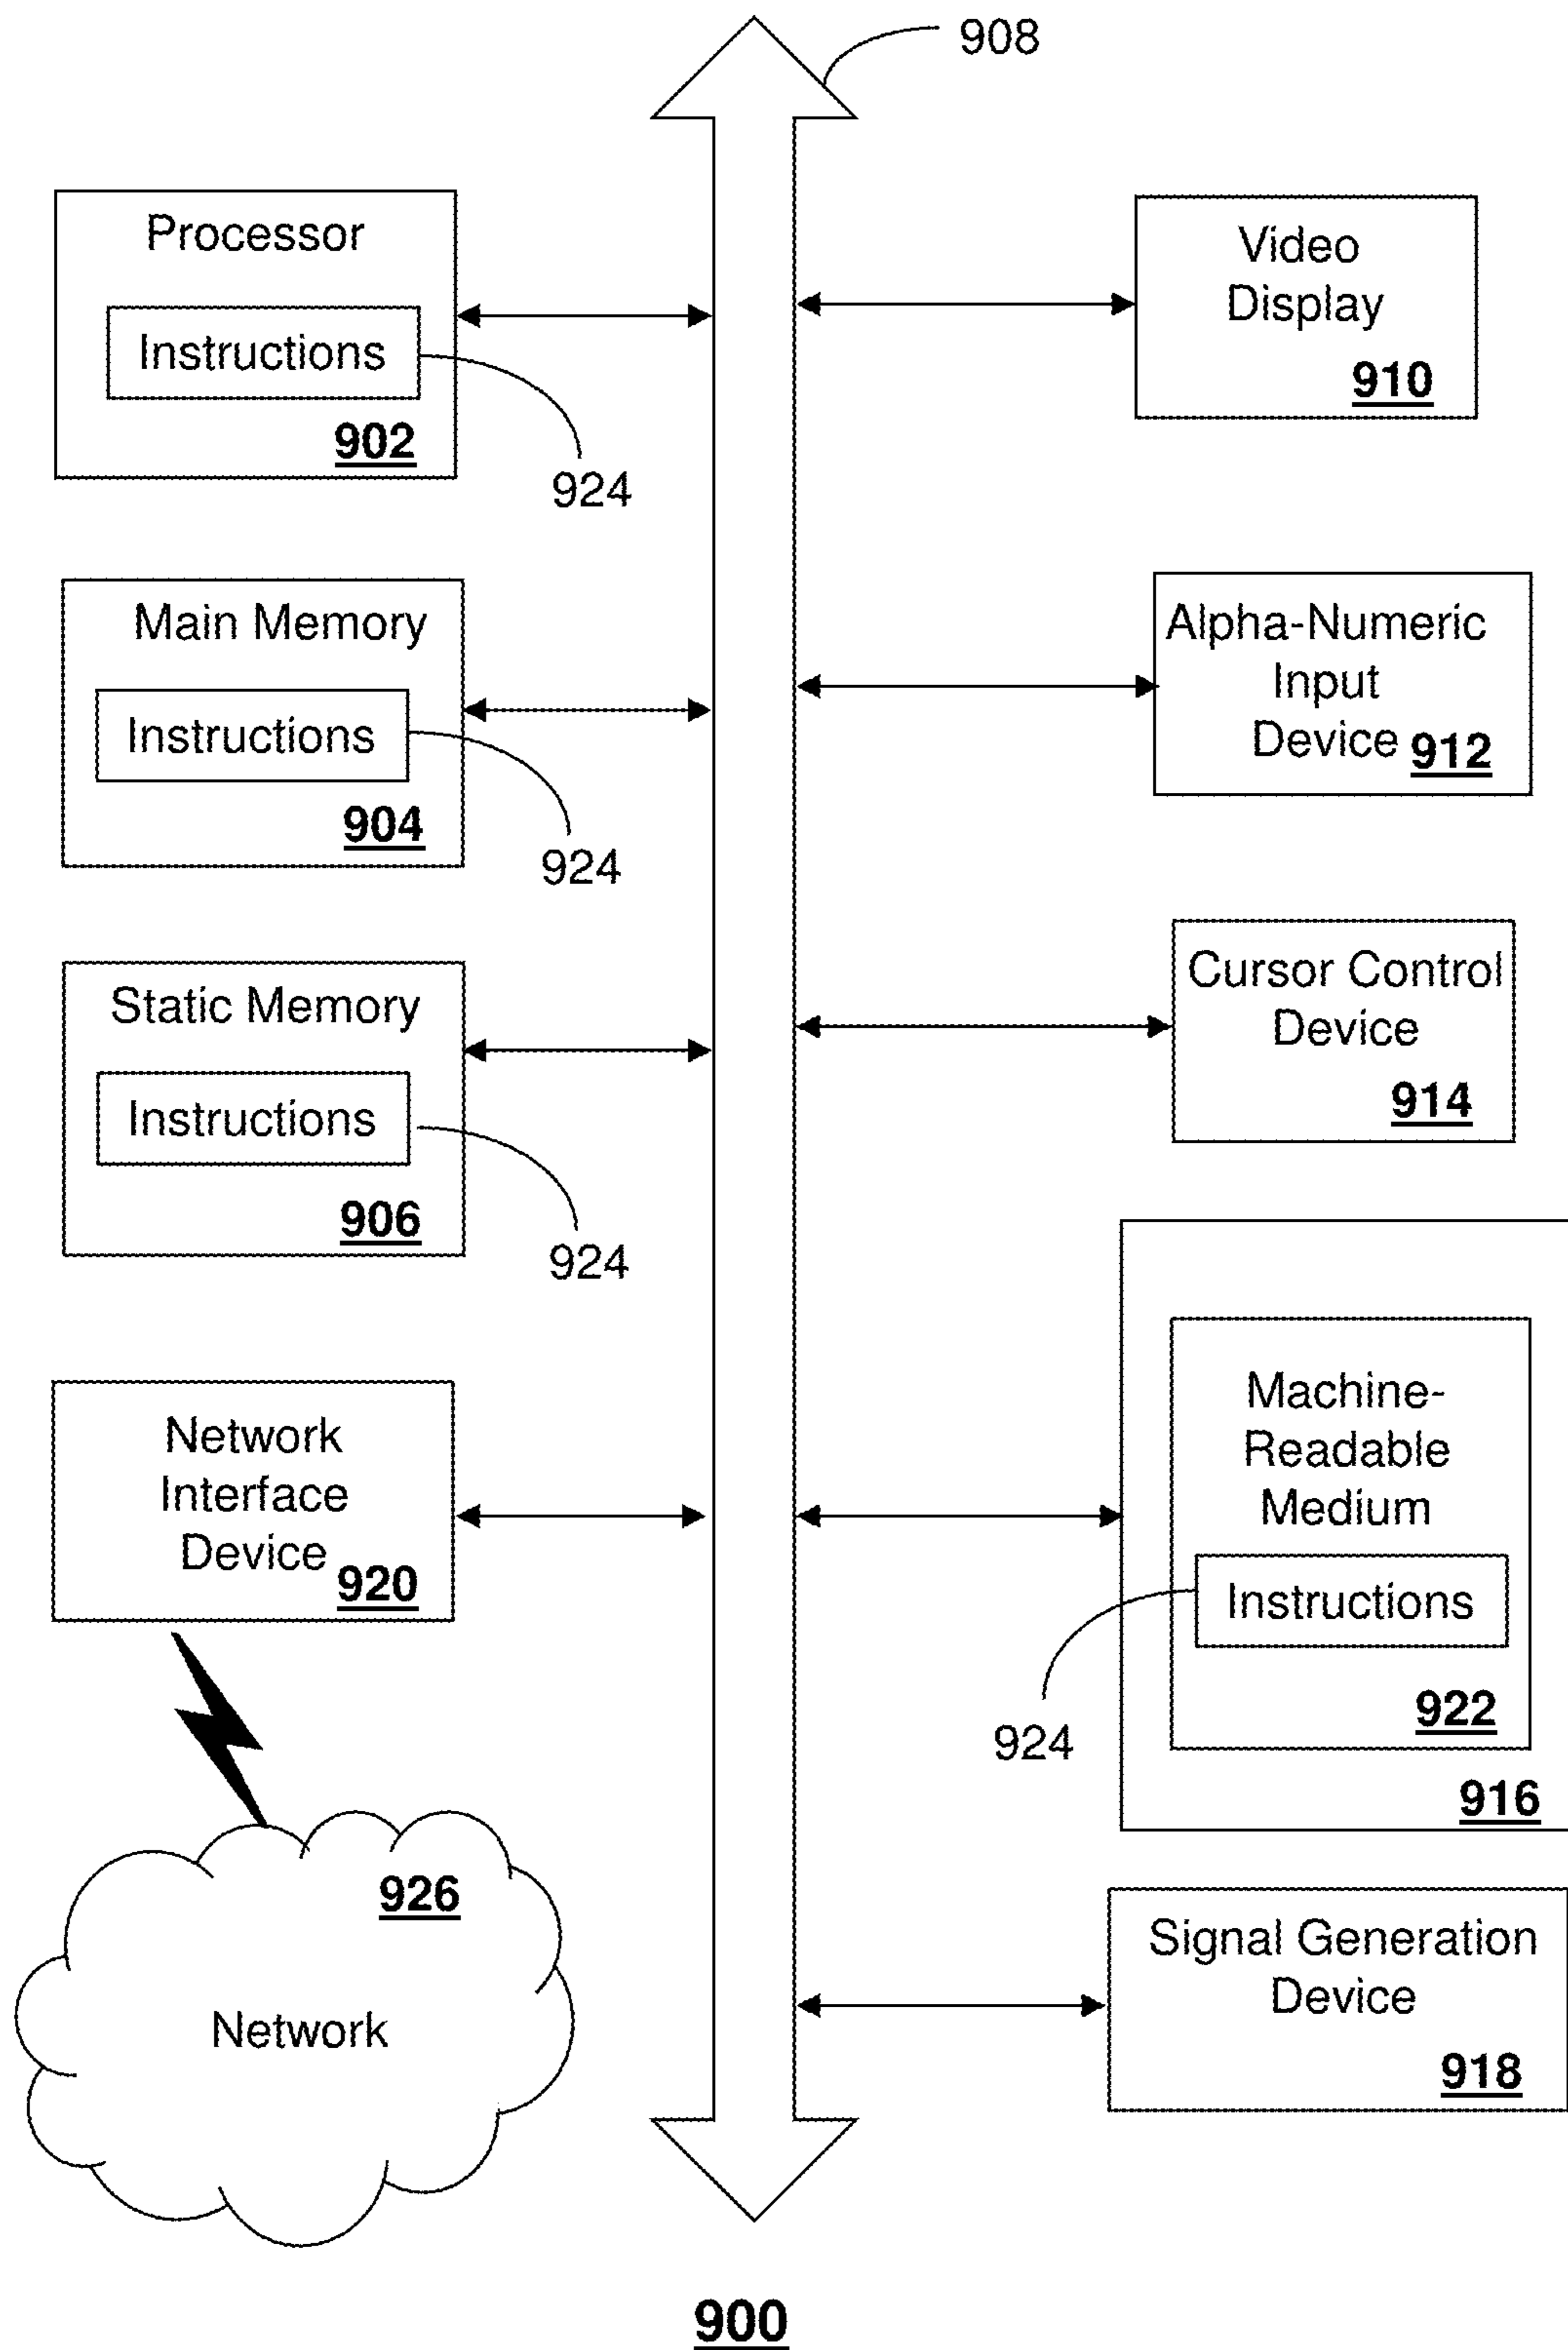 908
Processor
Instructions
902
924
Main Memory
Instructions
904
924
Static Memory
Instructions
906
924
Network
Interface
Device
920
926
Network
Video
Display
910
Alpha-Numeric
Input
Device
912
Cursor Control
Device
914
Machine-
Readable
Medium
Instructions
922
924
916
Signal Generation
Device
918
900